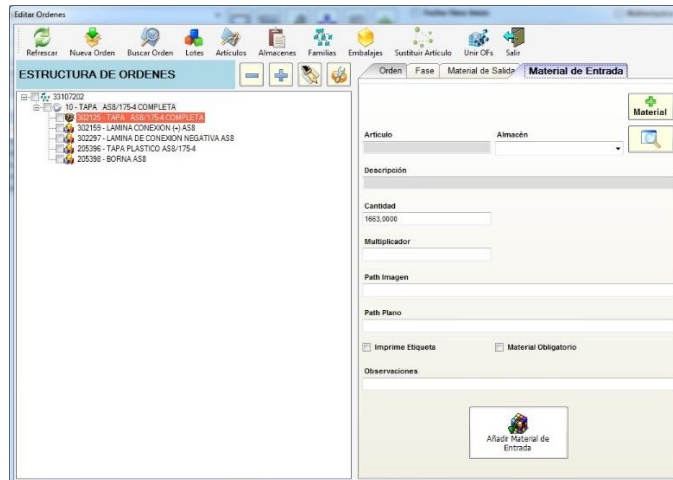 Editar Ordenes
Refrescar Nueva Orden Buscar Orden Lotes Artículos Almacenes Familias Embalajes Sustituir Artículo Unir OFs Salir
ESTRUCTURA DE ORDENES
Orden Fase Material de Salida Material de Entrada
33107202
10 - TAPA AS8/175-4 COMPLETA
302125 - TAPA AS8/175-4 COMPLETA
302159 - LAMINA CONEXION (+) AS8
302297 - LAMINA DE CONEXION NEGATIVA AS8
205396 - TAPA PLASTICO AS8/175-4
205398 - BORNA AS8
Material
Artículo Almacén
Descripción
Cantidad
1663,0000
Multiplicador
Path Imagen
Path Plano
Imprime Etiqueta Material Obligatorio
Observaciones
Añadir Material de
Entrada